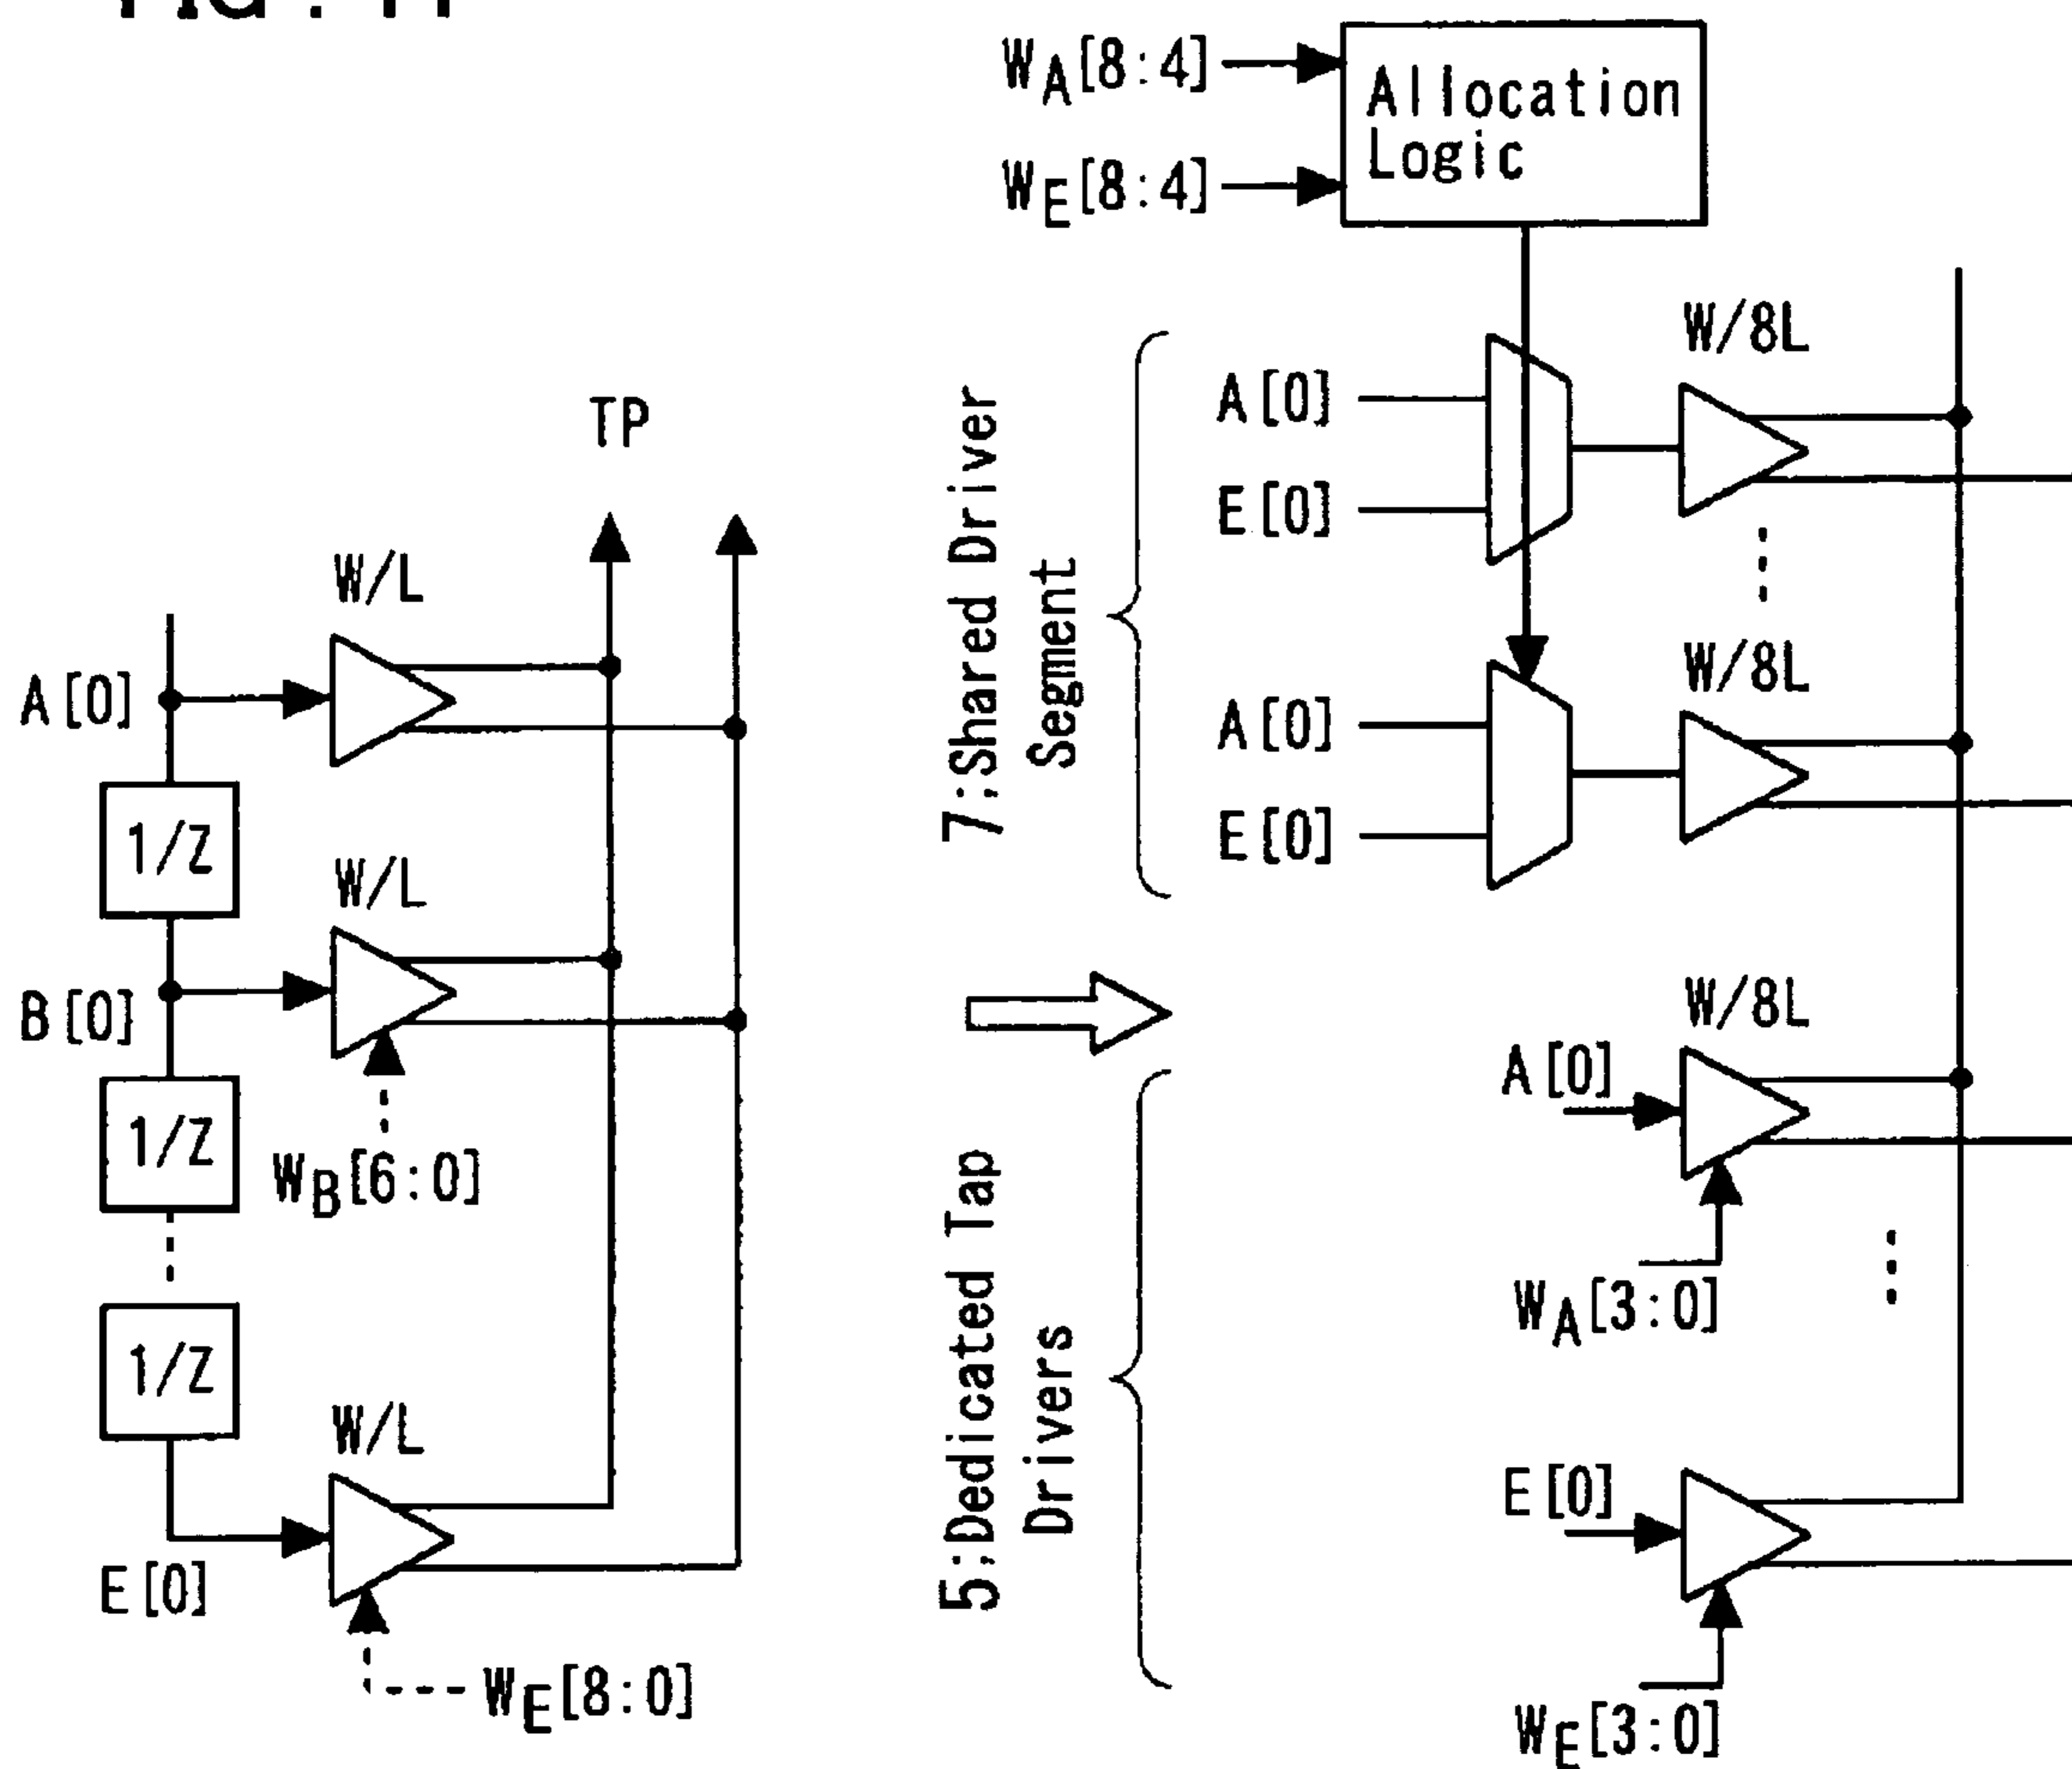 WA[8:4]
Allocation
Logic
WE[8:4]
TP
W/L
A[0]
1/Z
W/L
B[0]
1/Z
WB[6:0]
1/Z
W/L
E[0]
WE[8:0]
7:Shared Driver
Segment
A[0]
E[0]
W/8L
A[0]
E[0]
W/8L
5:Dedicated Tap
Drivers
W/8L
A[0]
WA[3:0]
E[0]
WE[3:0]